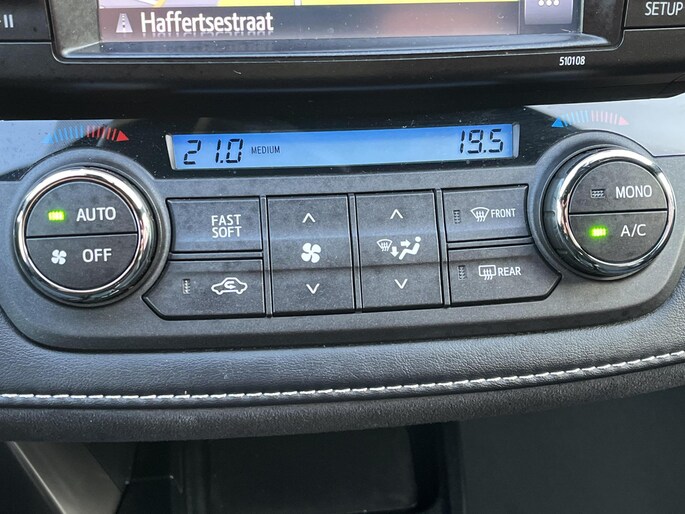 Haffertsestraat
SETUP
510108
21.0 MEDIUM 19.5
AUTO
OFF
FAST
SOFT
FRONT
REAR
MONO
A/C